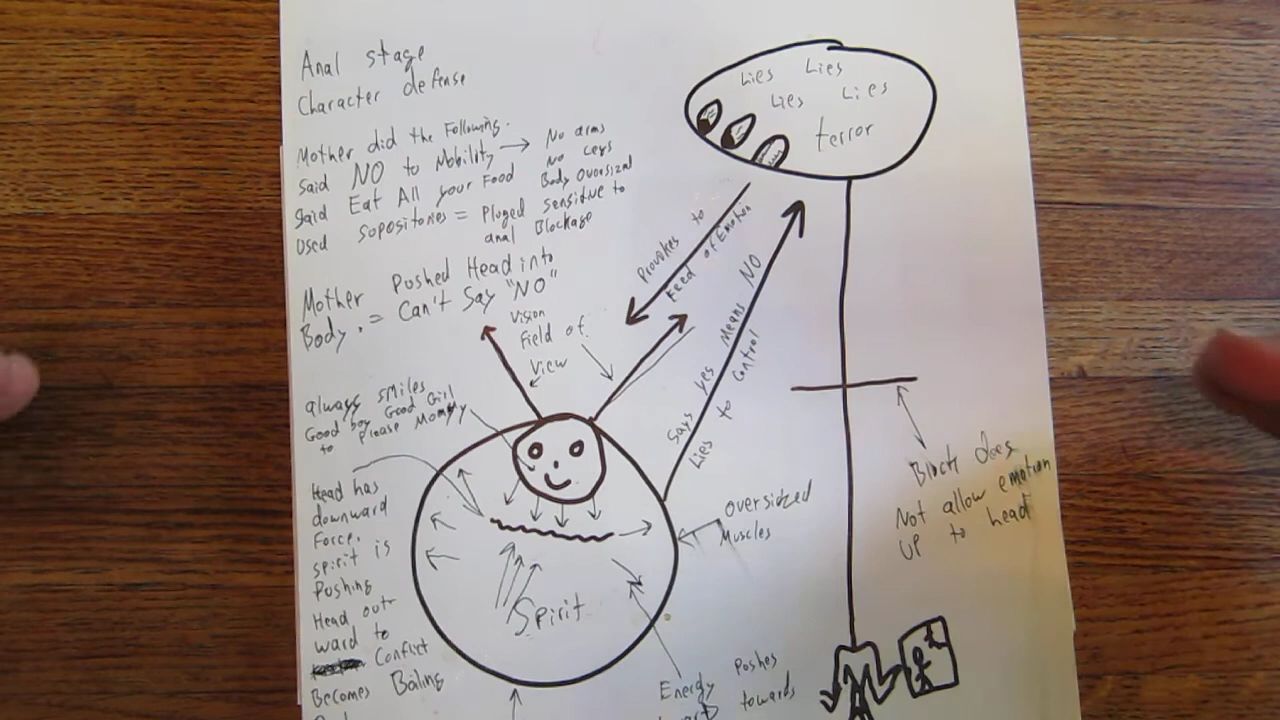 Anal stage
Character defense
Mother did the Following.
Said NO to Mobility → No arms
No Legs
Said Eat All your Food Body Oversized
Used Sopositories = Pluged sensitive to
anal Blockage
Mother Pushed Head into
Body. = Can't Say "NO"
Vision
Field of
View
always smiles
Good boy Good Girl
to Please Mommy
Head has
downward
Force.
Spirit is
Pushing
Head out-
ward to
Conflict
Becomes Boiling
Spirit
Lies Lies
Lies Lies
terror
Provokes to
Feed of Emotion
Says yes Means NO
Lies to Control
Oversized
Muscles
Block does
Not allow emotion
up to head
Energy Poshes
towards